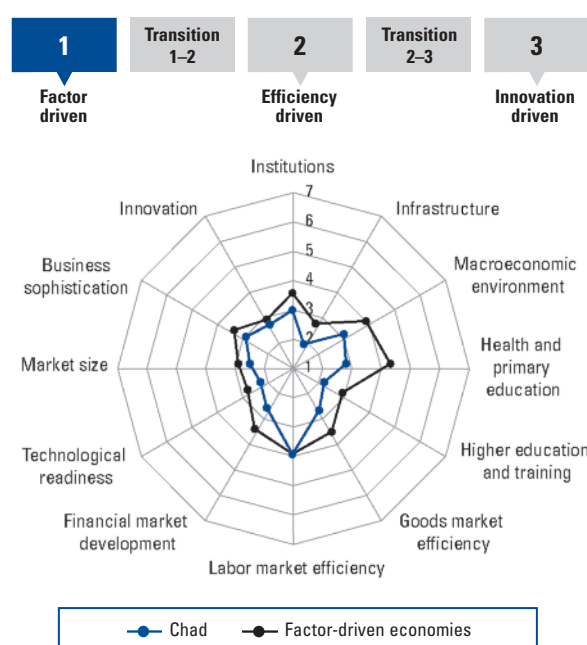 1
Transition
1–2
2
Transition
2–3
3
Factor
driven
Efficiency
driven
Innovation
driven
Institutions
7
6
5
4
3
2
1
Innovation
Infrastructure
Business
sophistication
Macroeconomic
environment
Market size
Health and
primary
education
Technological
readiness
Higher education
and training
Financial market
development
Goods market
efficiency
Labor market efficiency
Chad
Factor-driven economies